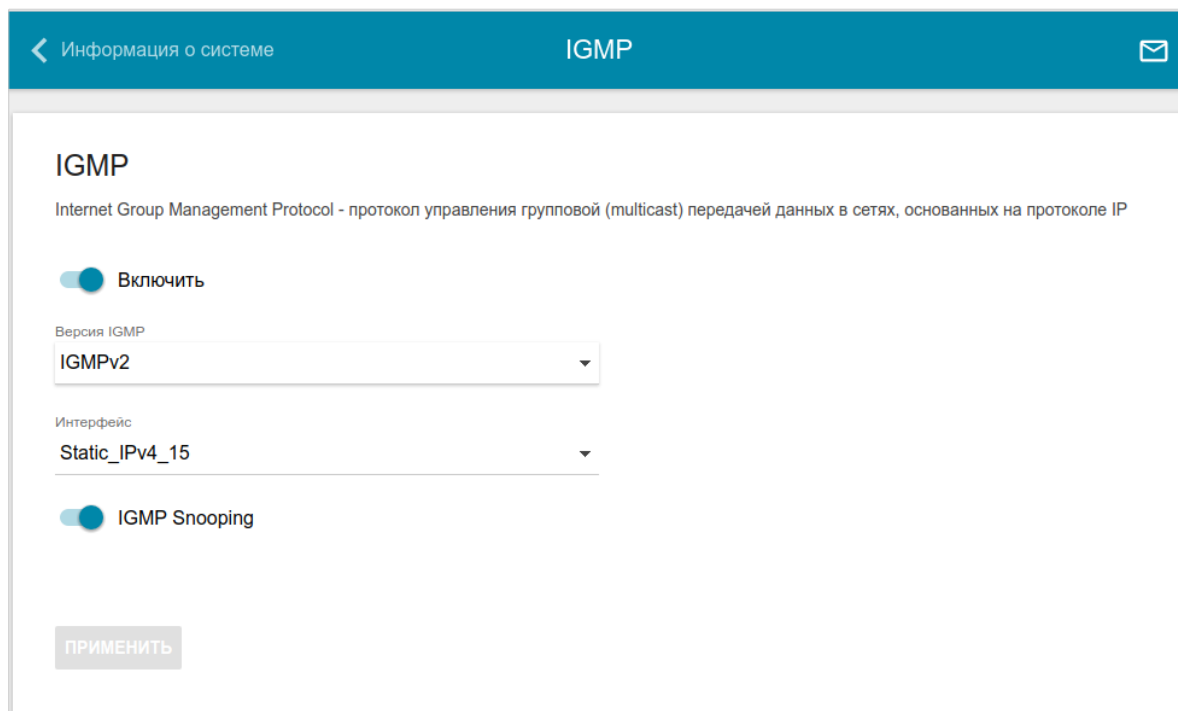 Информация о системе
IGMP
IGMP
Internet Group Management Protocol - протокол управления групповой (multicast) передачей данных в сетях, основанных на протоколе IP
Включить
Версия IGMP
IGMPv2
Интерфейс
Static_IPv4_15
IGMP Snooping
ПРИМЕНИТЬ